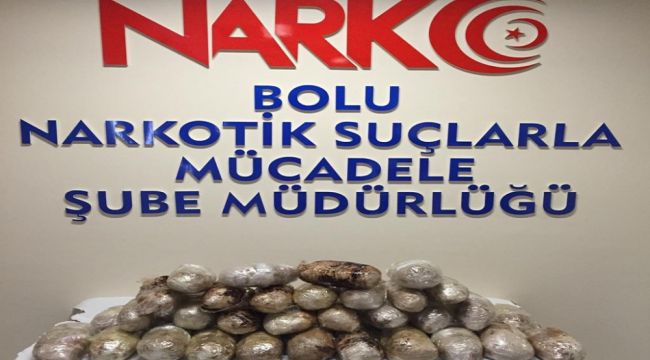 NARKO
BOLU
NARKOTİK SUÇLARLA
MÜCADELE
ŞUBE MÜDÜRLÜĞÜ